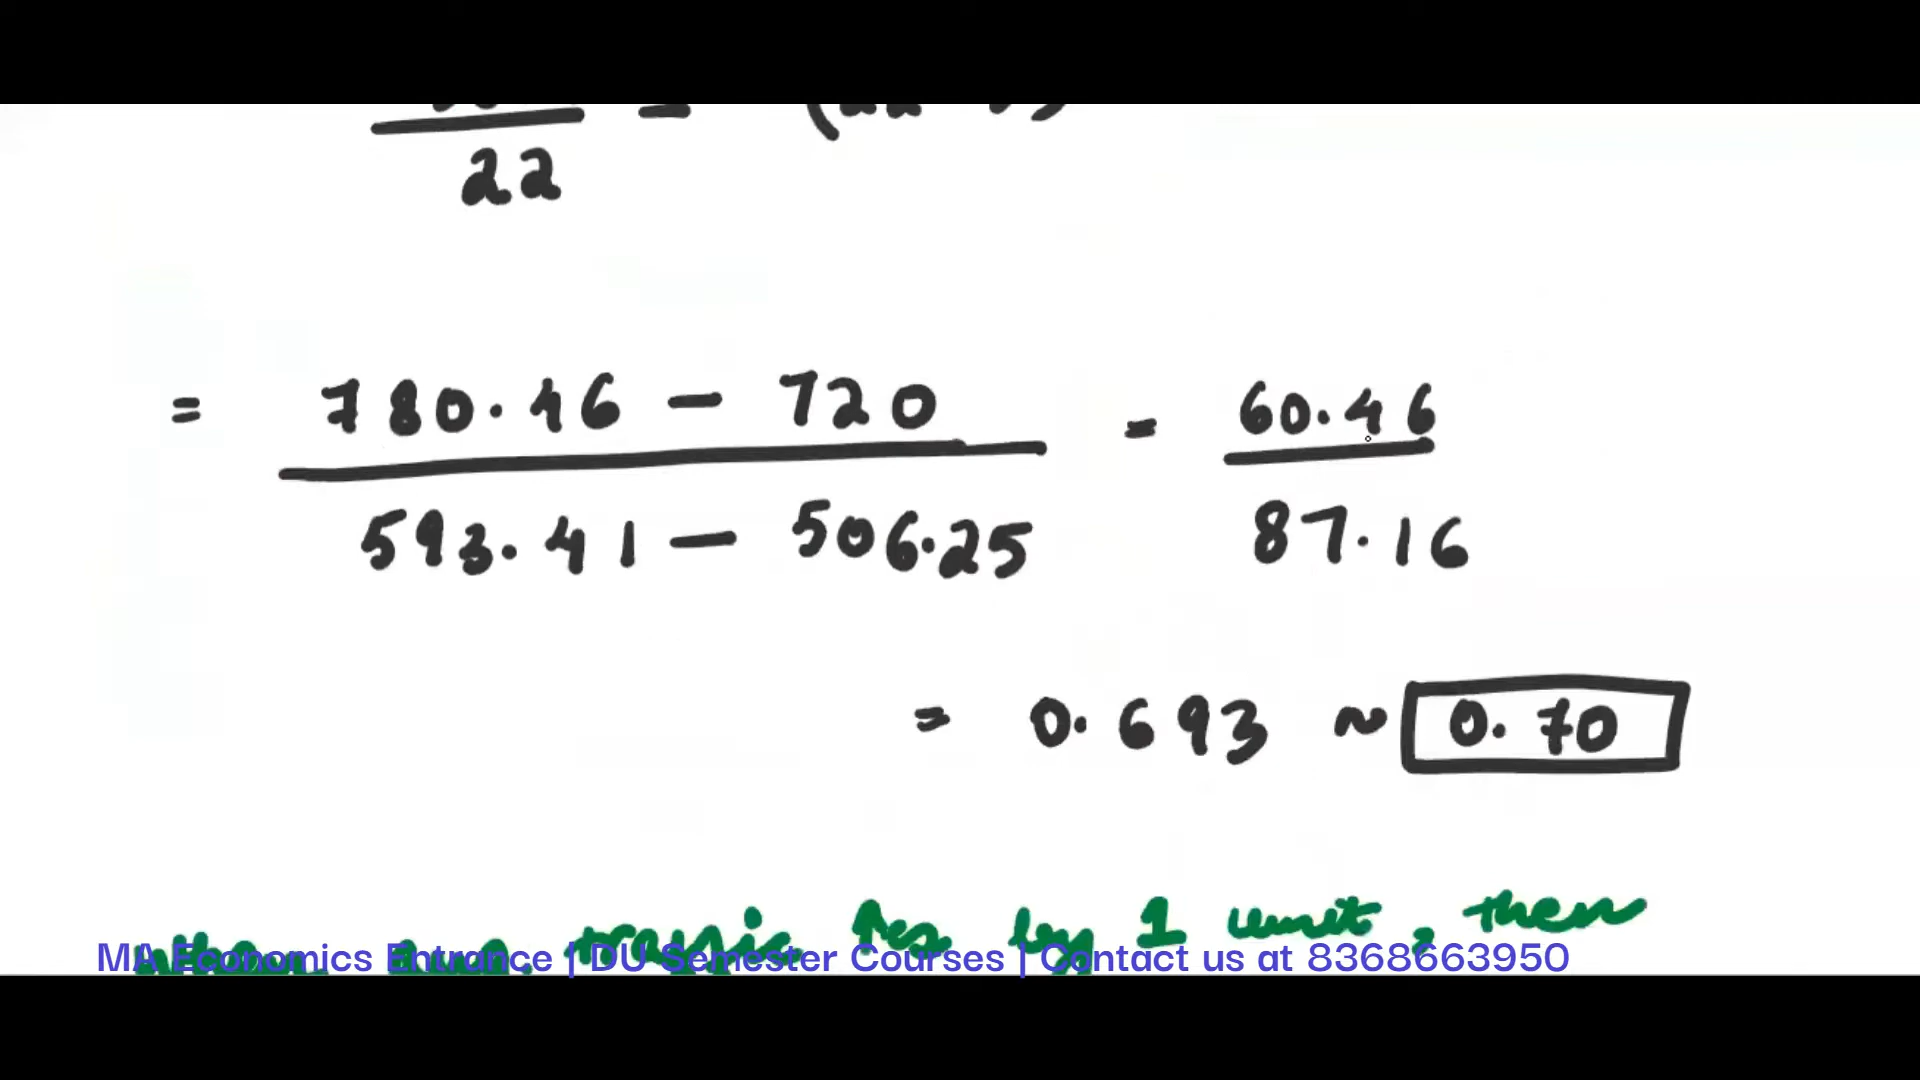 22
= 780.46 - 720 = 60.46
593.41 - 506.25 87.16
= 0.693 ~ 0.70
by 1 unit, then
MA Economics Entrance | DU Semester Courses | Contact us at 8368663950